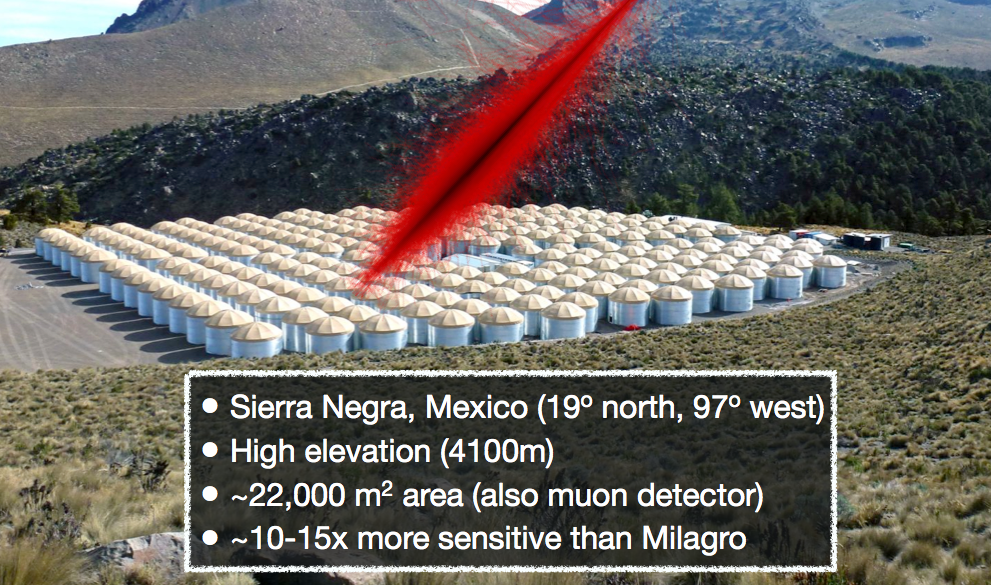 • Sierra Negra, Mexico (19º north, 97º west)
• High elevation (4100m)
• ~22,000 m² area (also muon detector)
• ~10-15x more sensitive than Milagro